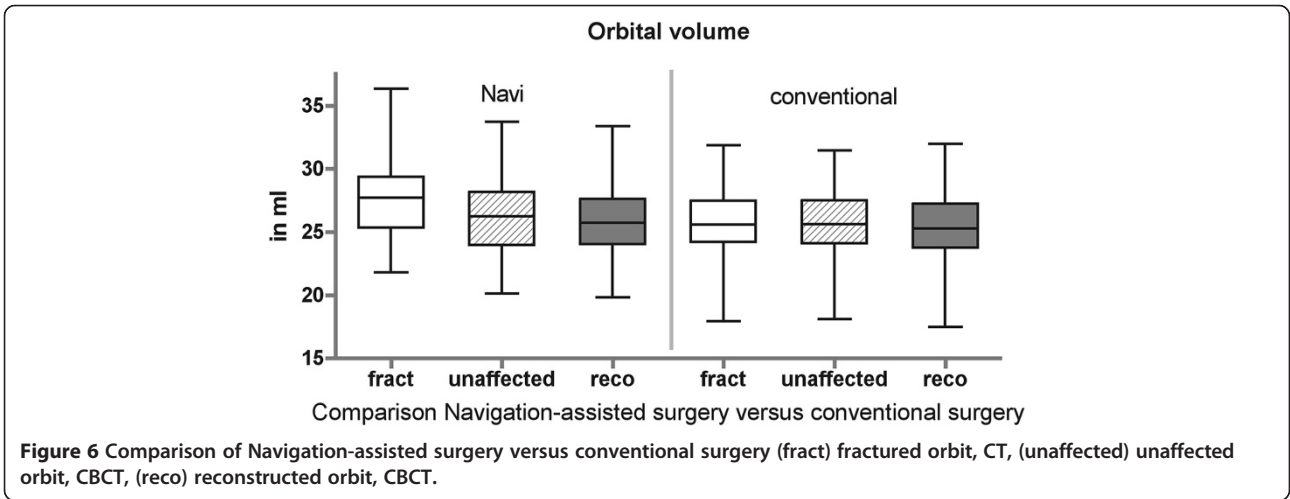 Orbital volume
Navi
conventional
in ml
35
30
25
20
15
fract unaffected reco fract unaffected reco
Comparison Navigation-assisted surgery versus conventional surgery
Figure 6 Comparison of Navigation-assisted surgery versus conventional surgery (fract) fractured orbit, CT, (unaffected) unaffected
orbit, CBCT, (reco) reconstructed orbit, CBCT.